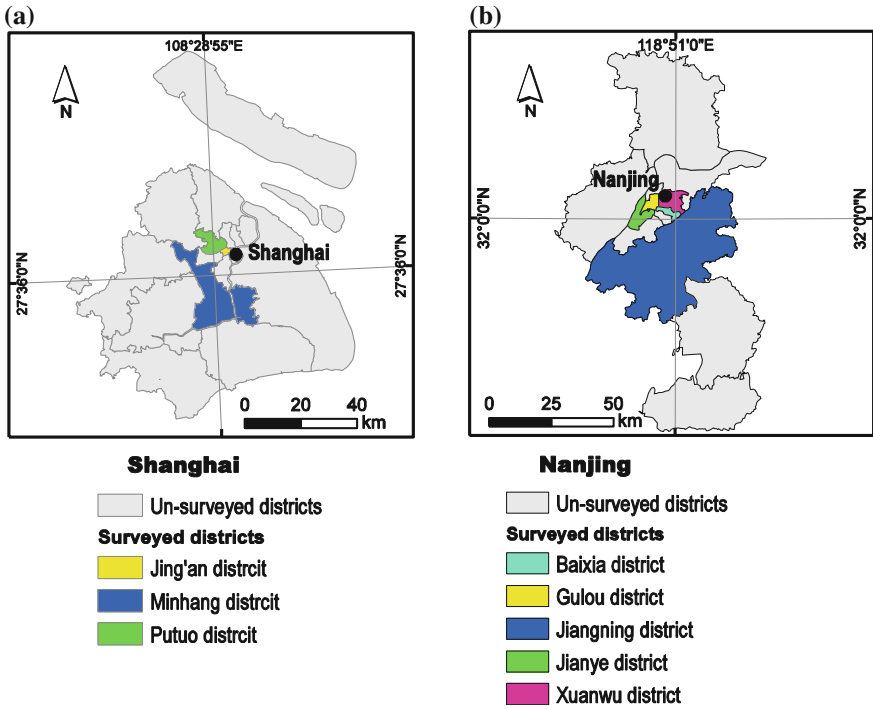 (a)
108°28'55"E
N
Shanghai
27°36'0"N
27°36'0"N
0 20 40
km
Shanghai
Un-surveyed districts
Surveyed districts
Jing'an distrcit
Minhang distrcit
Putuo distrcit
(b)
118°51'0"E
N
Nanjing
32°0'0"N
32°0'0"N
0 25 50
km
Nanjing
Un-surveyed districts
Surveyed districts
Baixia district
Gulou district
Jiangning district
Jianye district
Xuanwu district